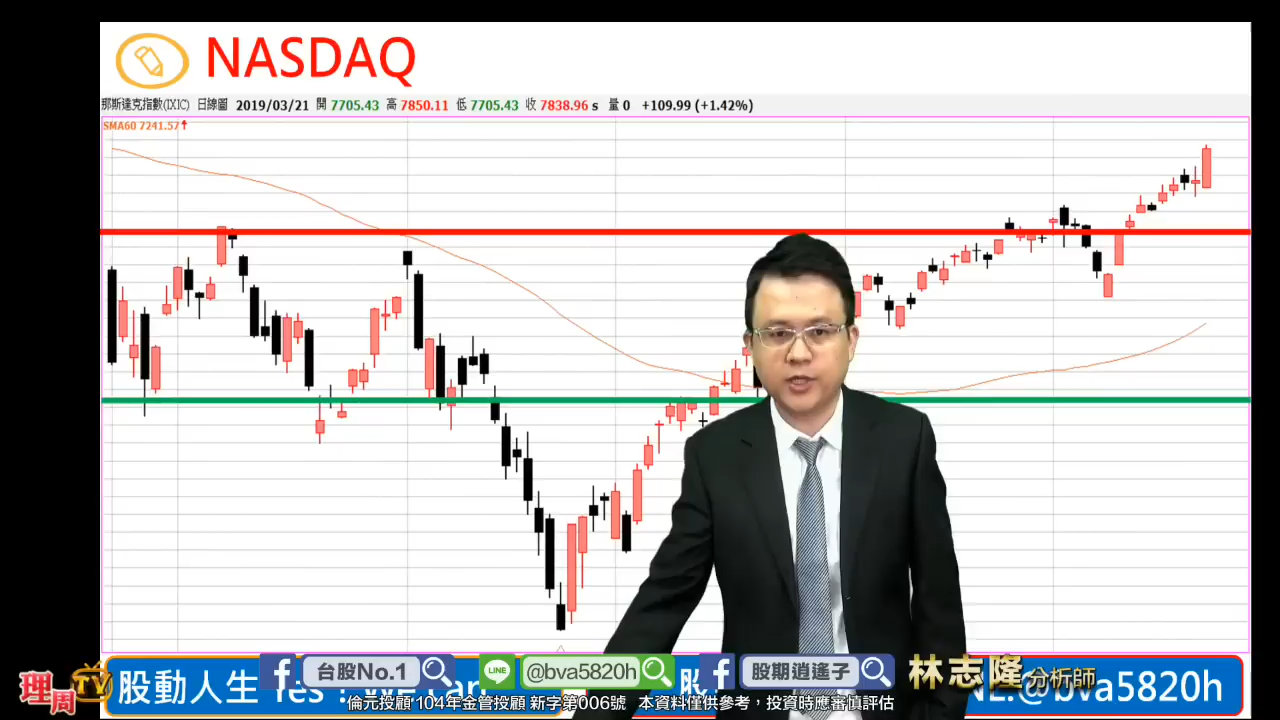 NASDAQ
那斯達克指數(IXIC) 日線圖 2019/03/21 開 7705.43 高 7850.11 低 7705.43 收 7838.96 s 量 0 +109.99 (+1.42%)
SMA60 7241.57↑
理周TV
股動人生 Yes!
台股No.1
LINE
@bva5820h
股期逍遙子
林志隆 分析師
@bva5820h
倫元投顧 104年金管投顧 新字第006號 本資料僅供參考，投資時應審慎評估